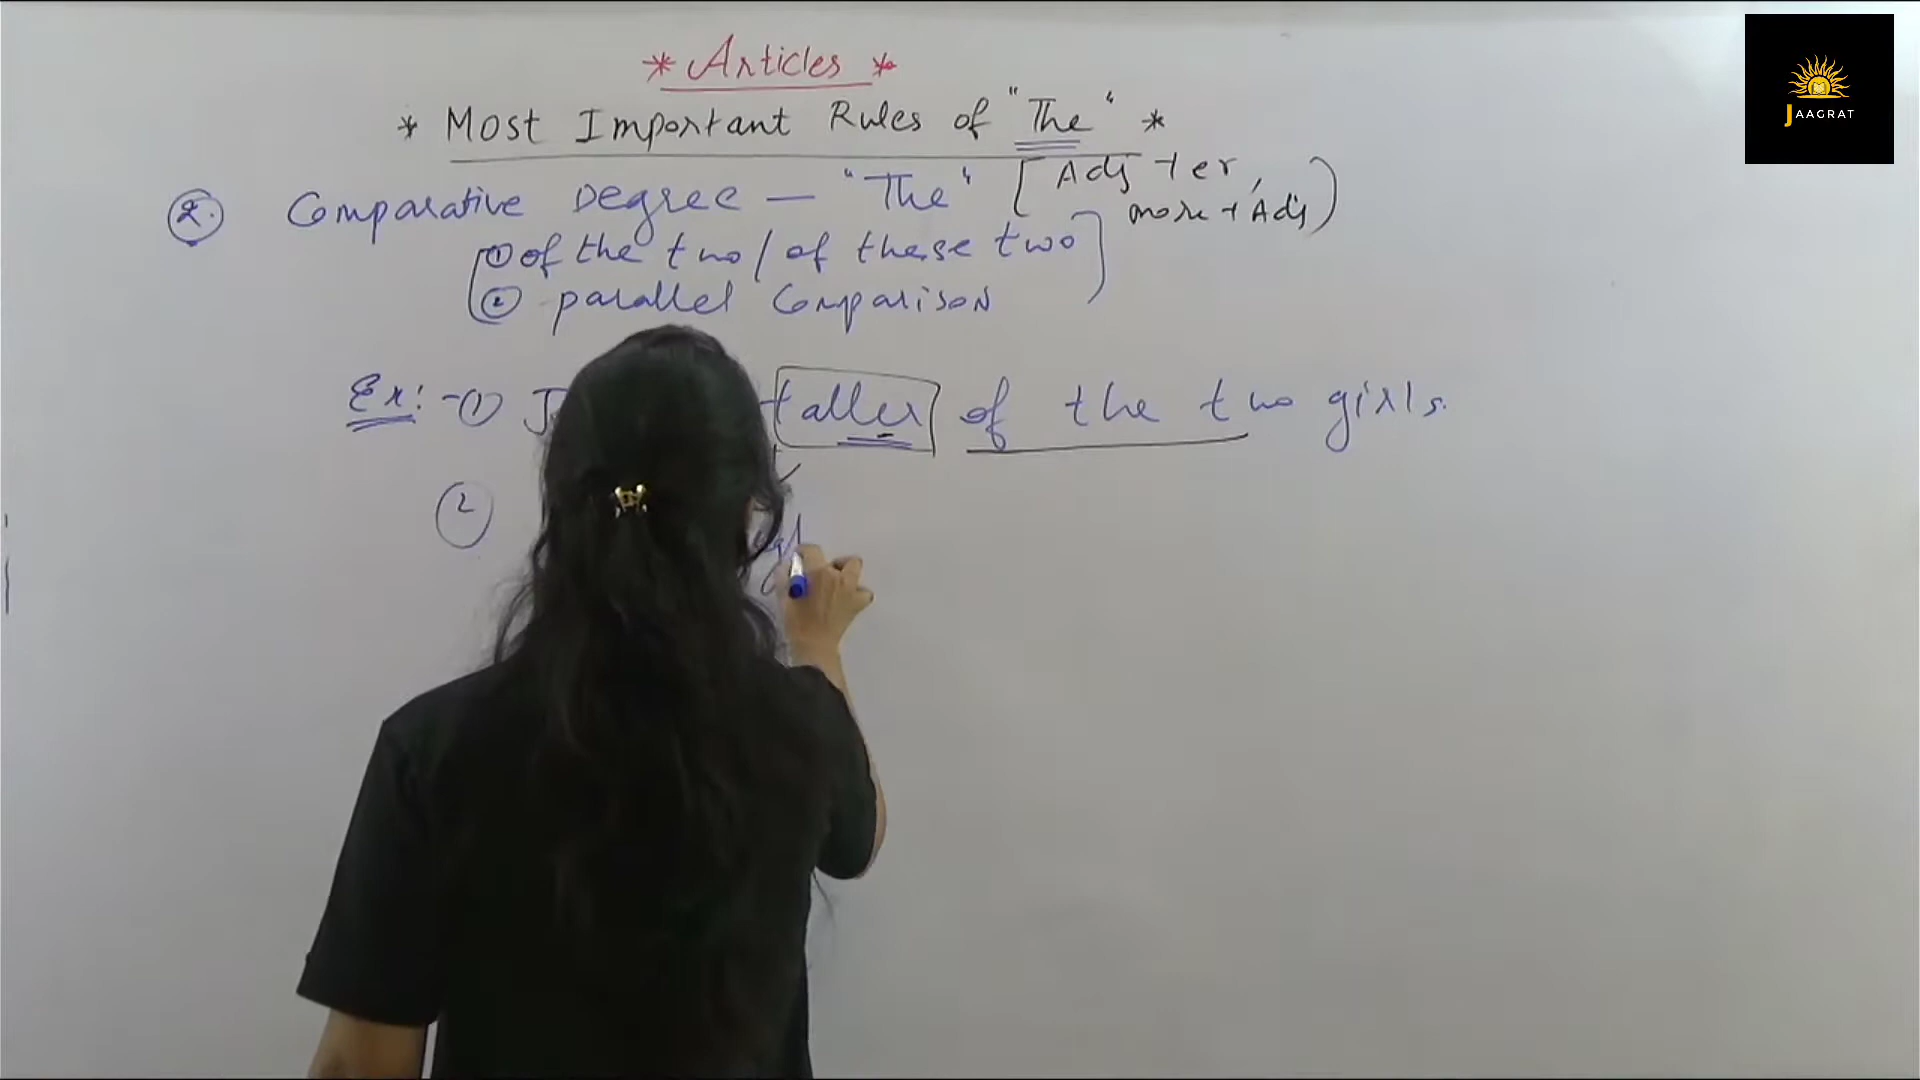 * Articles *
* Most Important Rules of "The" *
2. Comparative Degree — "The" [Adj + er,
more + Adj)
① of the two / of these two
② parallel Comparison
Ex:- ① taller of the two girls.
②
JAAGRAT